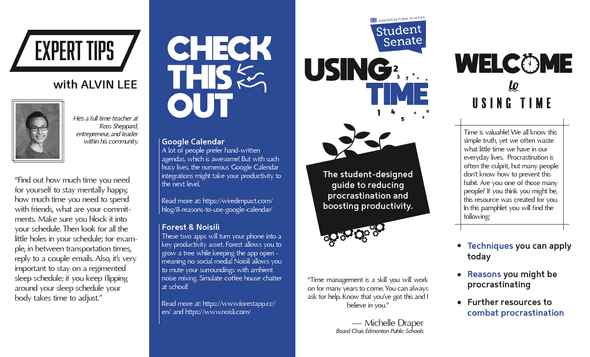 EXPERT TIPS
with ALVIN LEE
He's a full time teacher at
Ross Sheppard,
entrepreneur, and leader
within his community.
"Find out how much time you need
for yourself to stay mentally happy,
how much time you need to spend
with friends, what are your commit-
ments. Make sure you block it into
your schedule. Then look for all the
little holes in your schedule; for exam-
ple, in between transportation times,
reply to a couple emails. Also, it's very
important to stay on a regimented
sleep schedule; if you keep flipping
around your sleep schedule your
body takes time to adjust."
CHECK
THIS
OUT
Google Calendar
A lot of people prefer hand-written
agendas, which is awesome! But with such
busy lives, the numerous Google Calendar
integrations might take your productivity to
the next level.
Read more at: https://wiredimpact.com/
blog/8-reasons-to-use-google-calendar/
Forest & Noisili
These two apps will turn your phone into a
key productivity asset. Forest allows you to
grow a tree while keeping the app open -
meaning no social media! Noisili allows you
to mute your surroundings with ambient
noise mixing. Simulate coffee house chatter
at school!
Read more at: https://www.forestapp.cc/
en/ and https://www.noisli.com/
EDMONTON PUBLIC SCHOOLS
Student
Senate
USING
TIME
The student-designed
guide to reducing
procrastination and
boosting productivity.
"Time management is a skill you will work
on for many years to come. You can always
ask for help. Know that you've got this and I
believe in you."
— Michelle Draper
Board Chair, Edmonton Public Schools
WELCOME
to
USING TIME
Time is valuable! We all know this
simple truth, yet we often waste
what little time we have in our
everyday lives. Procrastination is
often the culprit, but many people
don't know how to prevent this
habit. Are you one of those many
people? If you think you might be,
this resource was created for you.
In this pamphlet you will find the
following:
• Techniques you can apply
today
• Reasons you might be
procrastinating
• Further resources to
combat procrastination